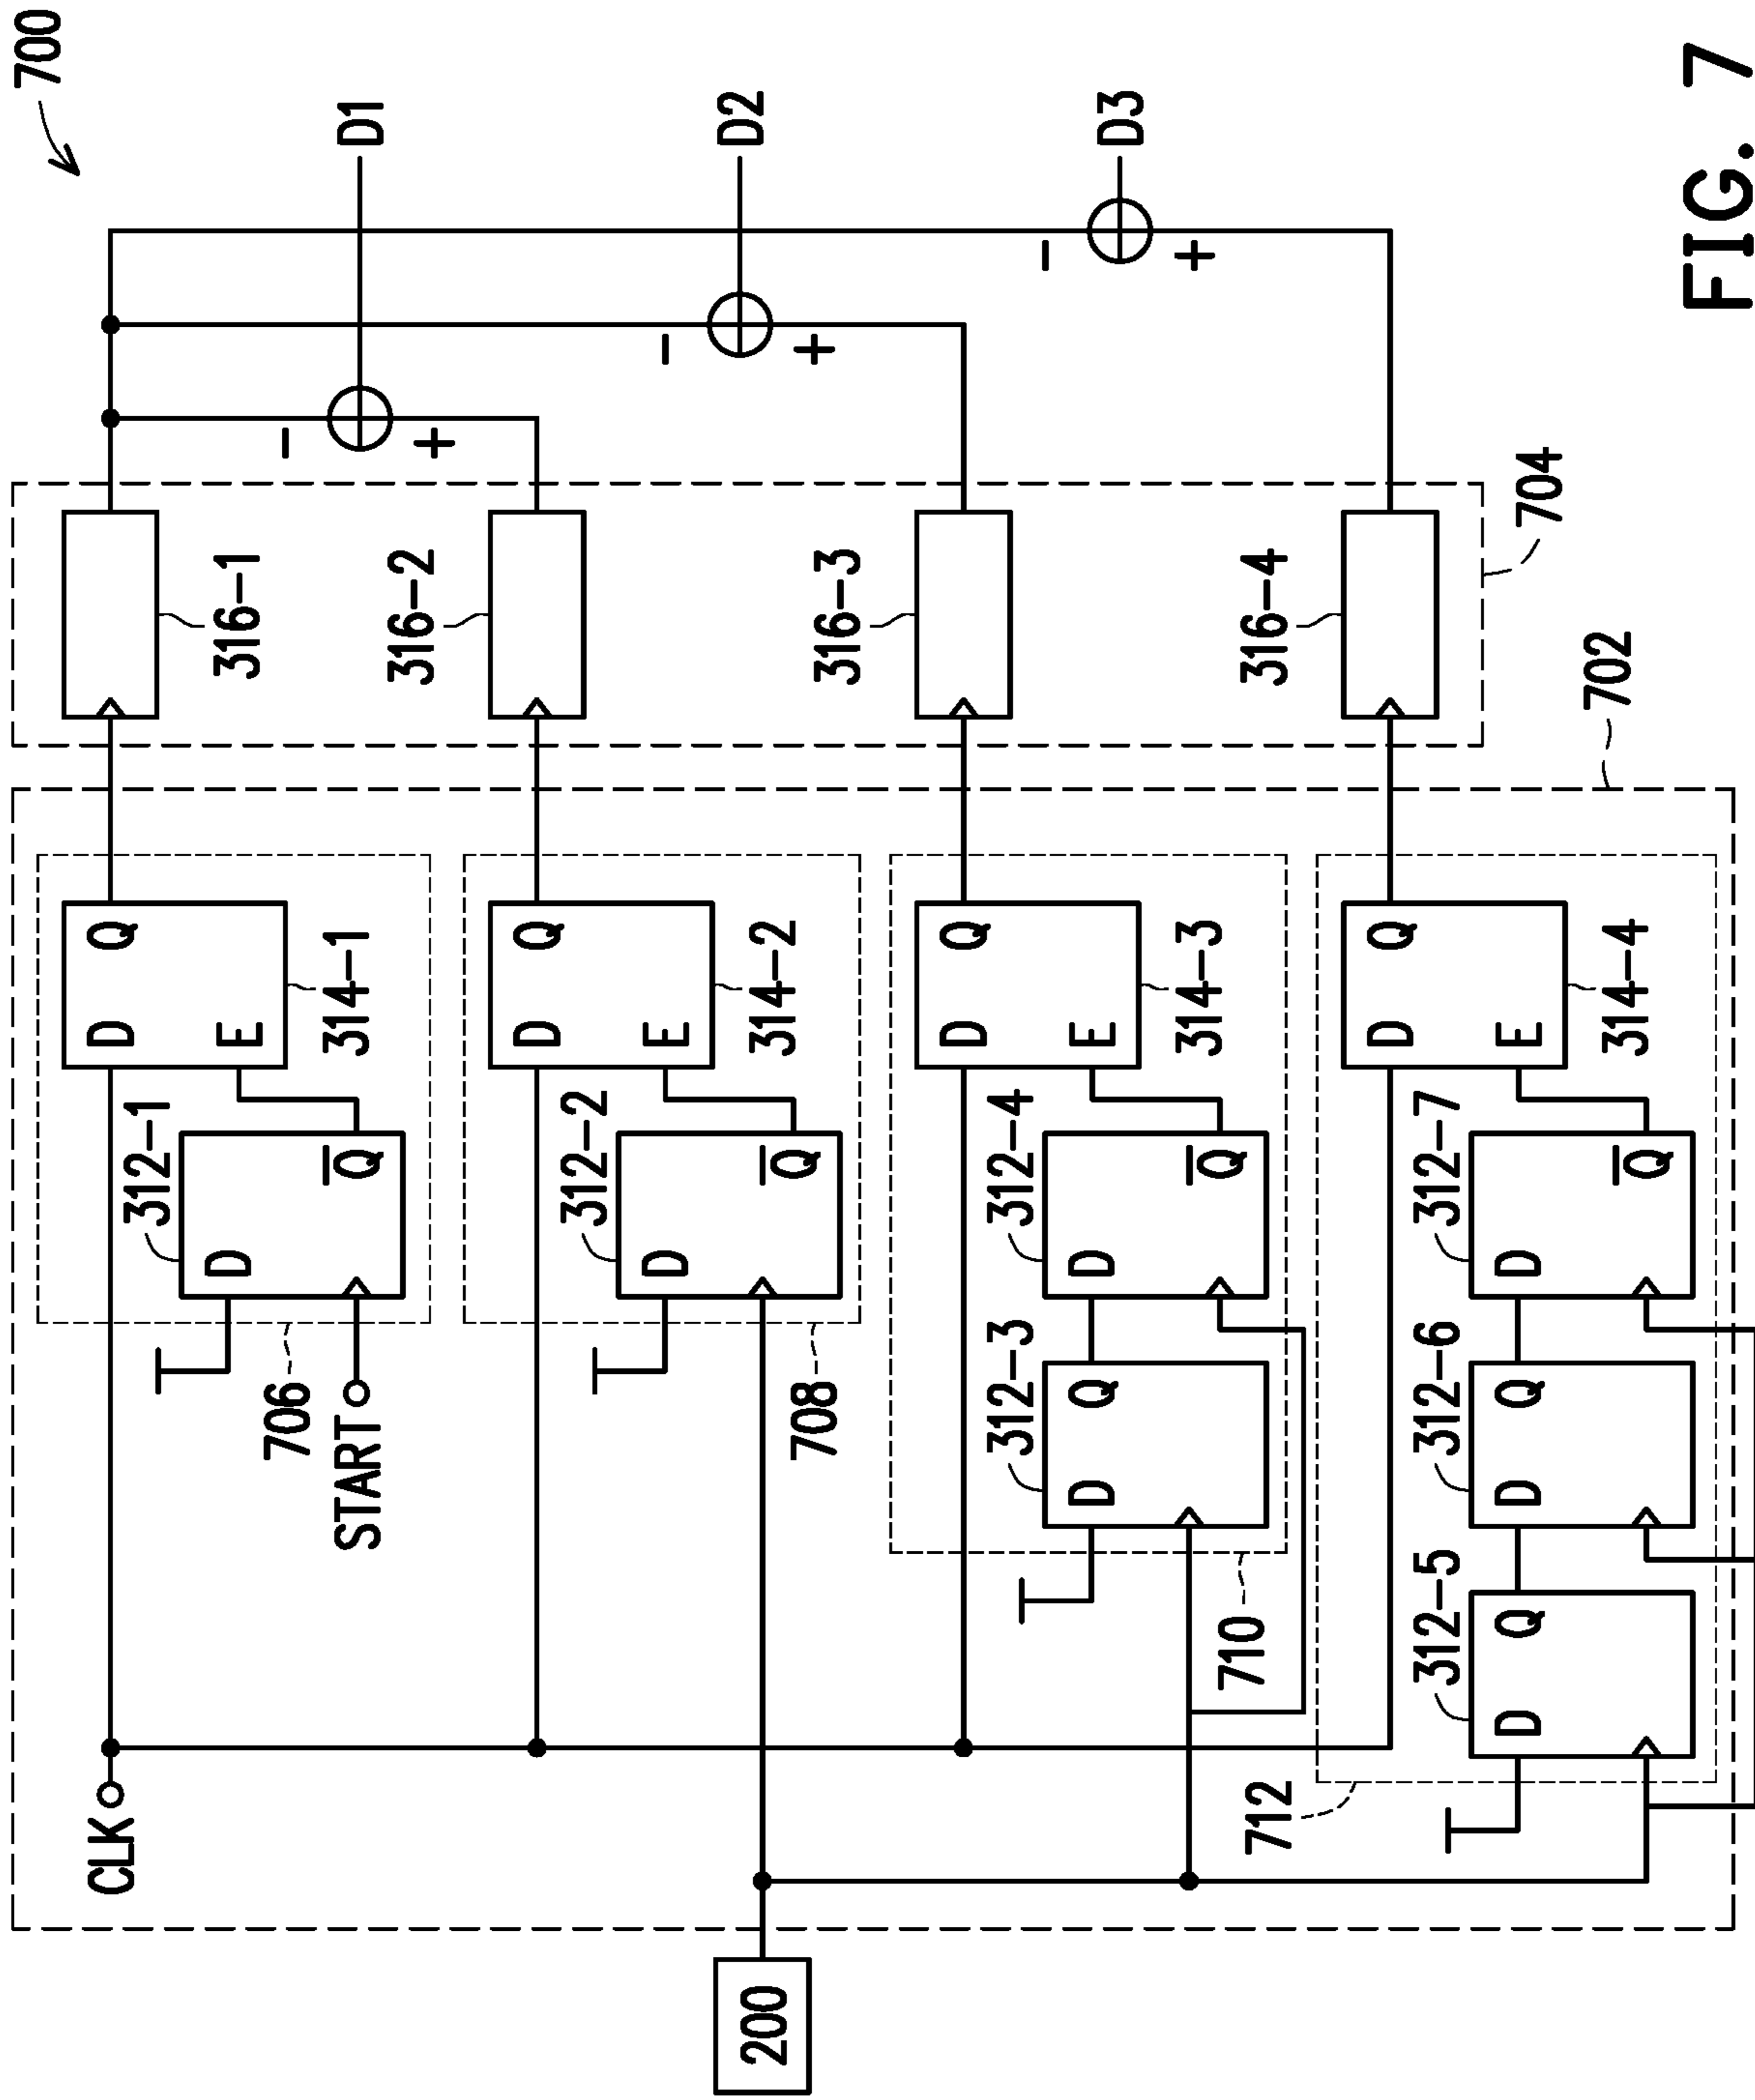 700
CLK
D
Q
E
314-1
312-1
D
Q
706
START
316-1
D1
-
+
D
Q
E
314-2
312-2
D
Q
708
316-2
D2
-
+
200
D
Q
E
314-3
312-3
D
Q
312-4
D
Q
710
316-3
D3
-
+
D
Q
E
314-4
312-5
D
Q
312-6
D
Q
312-7
D
Q
712
316-4
704
702
FIG. 7